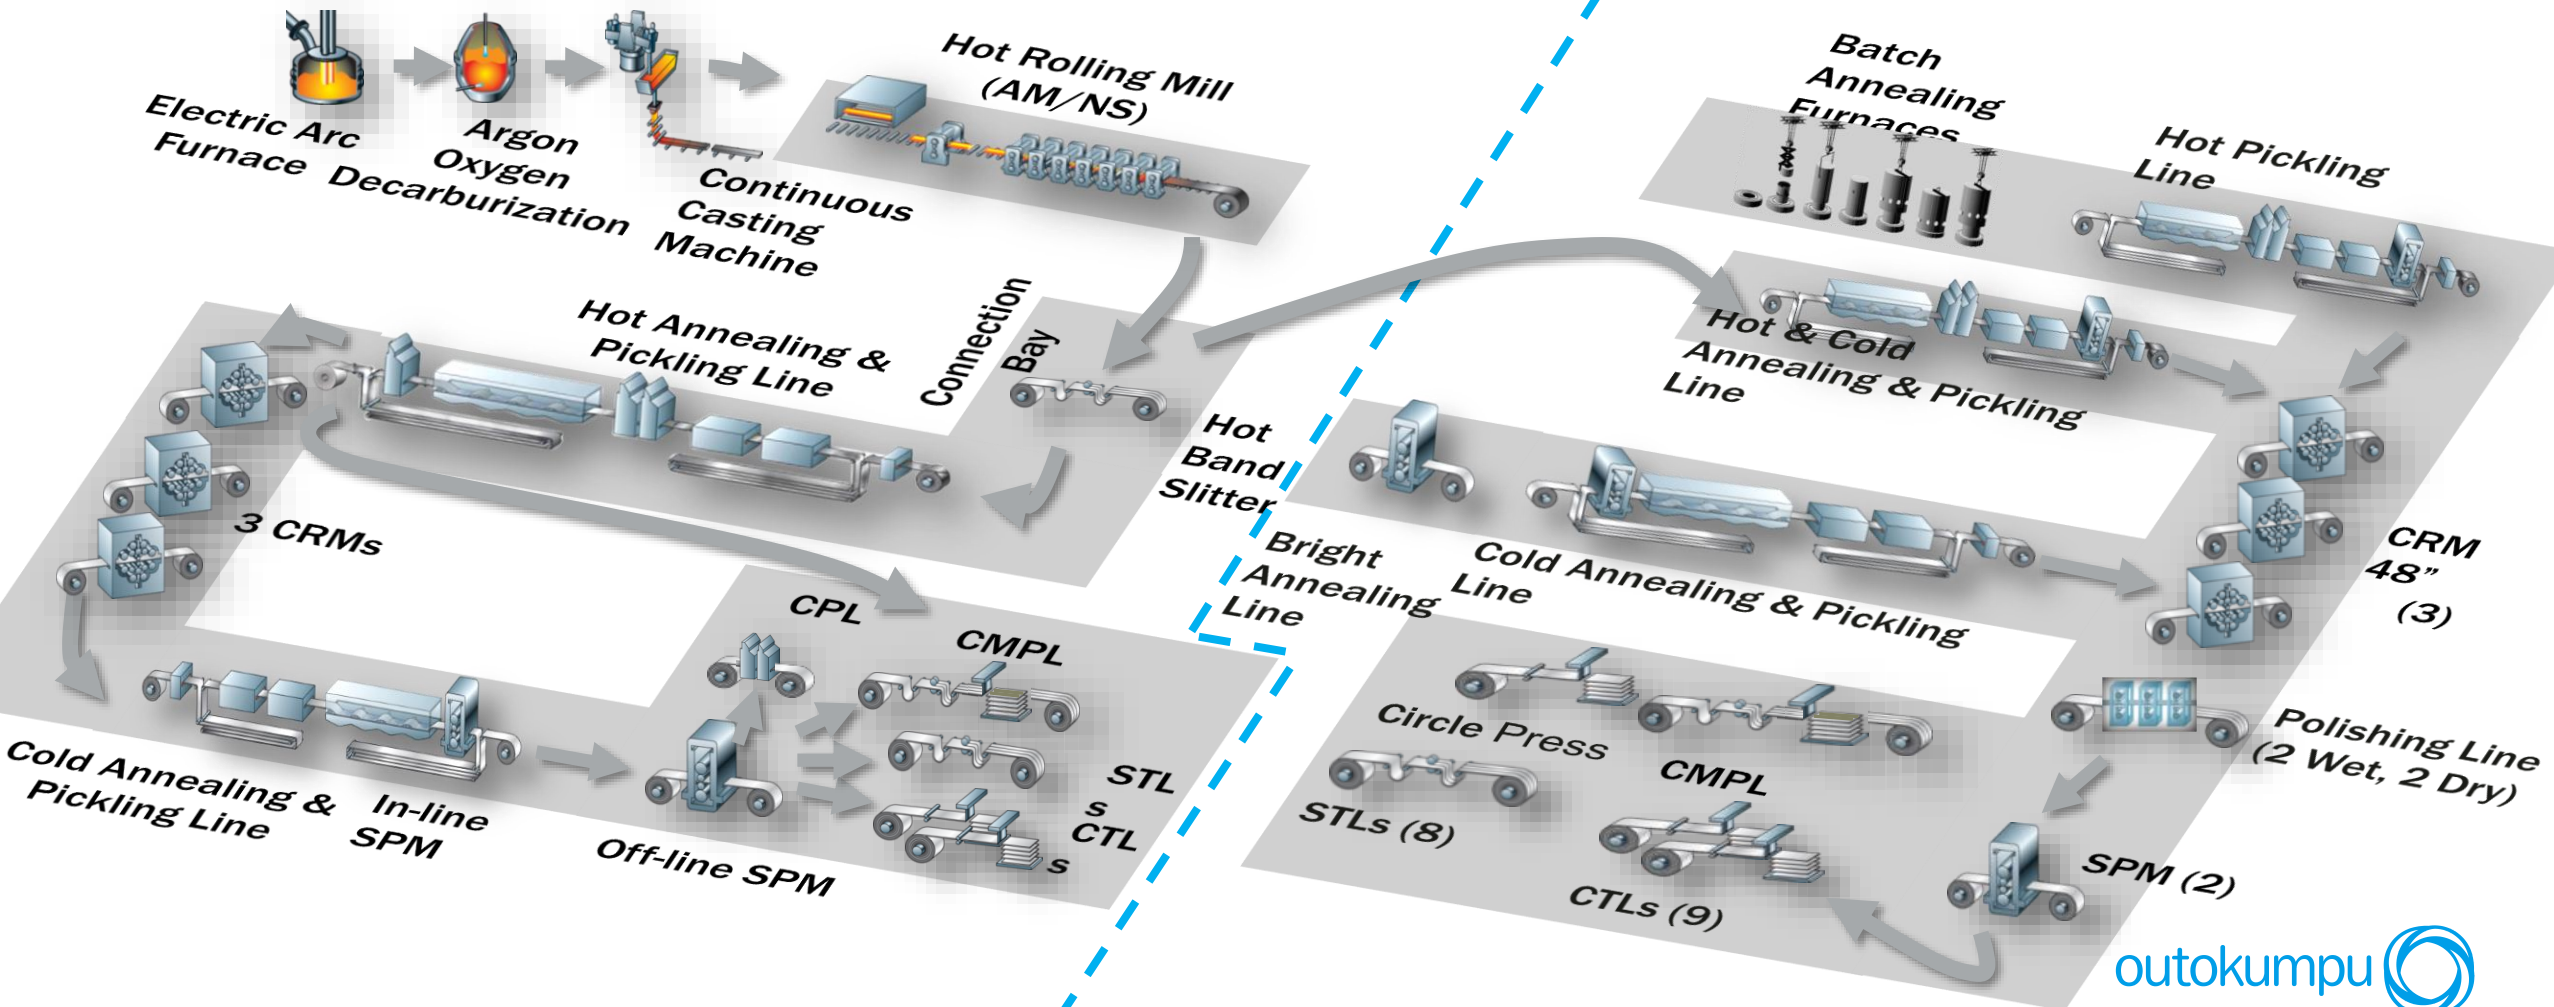 Electric Arc
Furnace
Argon
Oxygen
Decarburization
Continuous
Casting
Machine
Hot Rolling Mill
(AM/NS)
Hot Annealing &
Pickling Line
Connection
Bay
Hot
Band
Slitter
3 CRMs
Cold Annealing &
Pickling Line
In-line
SPM
Off-line SPM
CPL
CMPL
STL
s
CTL
s
Batch
Annealing
Furnaces
Hot Pickling
Line
Hot & Cold
Annealing & Pickling
Line
Bright
Annealing
Line
Cold Annealing & Pickling
Line
CRM
48”
(3)
Polishing Line
(2 Wet, 2 Dry)
Circle Press
CMPL
STLs (8)
CTLs (9)
SPM (2)
outokumpu